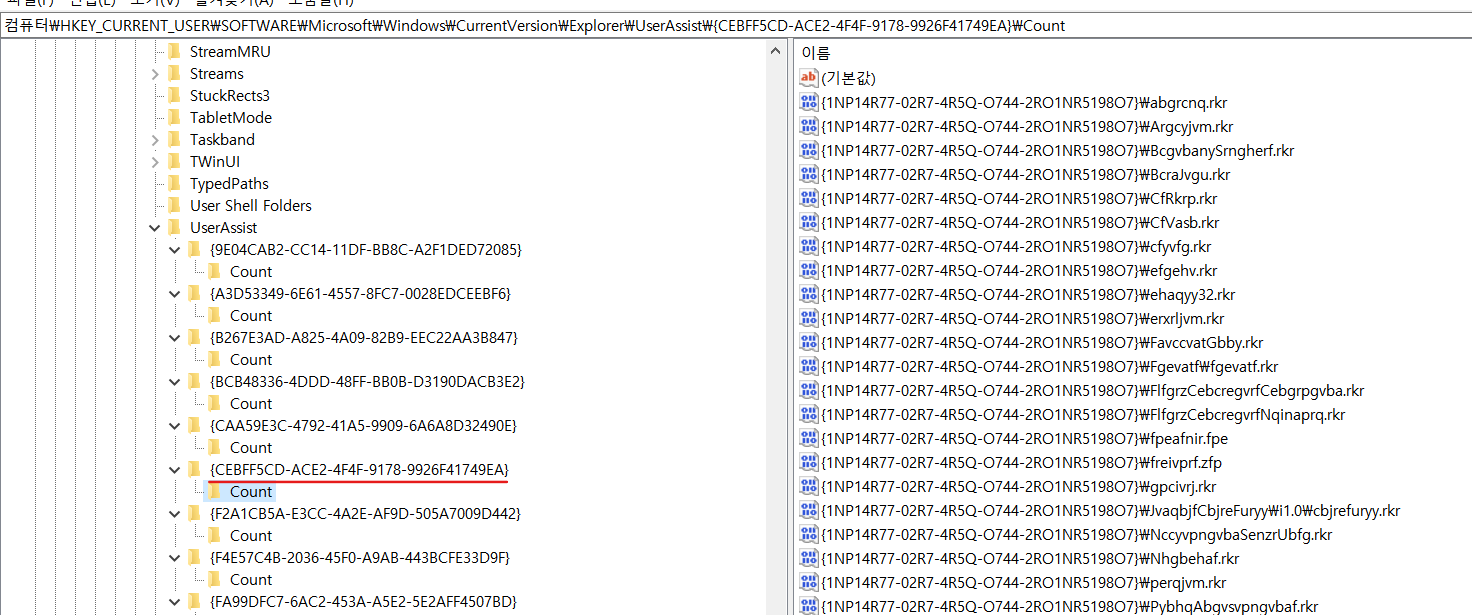 컴퓨터₩HKEY_CURRENT_USER₩SOFTWARE₩Microsoft₩Windows₩CurrentVersion₩Explorer₩UserAssist₩{CEBFF5CD-ACE2-4F4F-9178-9926F41749EA}₩Count
StreamMRU
Streams
StuckRects3
TabletMode
Taskband
TWinUI
TypedPaths
User Shell Folders
UserAssist
{9E04CAB2-CC14-11DF-BB8C-A2F1DED72085}
Count
{A3D53349-6E61-4557-8FC7-0028EDCEEBF6}
Count
{B267E3AD-A825-4A09-82B9-EEC22AA3B847}
Count
{BCB48336-4DDD-48FF-BB0B-D3190DACB3E2}
Count
{CAA59E3C-4792-41A5-9909-6A6A8D32490E}
Count
{CEBFF5CD-ACE2-4F4F-9178-9926F41749EA}
Count
{F2A1CB5A-E3CC-4A2E-AF9D-505A7009D442}
Count
{F4E57C4B-2036-45F0-A9AB-443BCFE33D9F}
Count
{FA99DFC7-6AC2-453A-A5E2-5E2AFF4507BD}
이름
(기본값)
{1NP14R77-02R7-4R5Q-O744-2RO1NR5198O7}₩abgrcnq.rkr
{1NP14R77-02R7-4R5Q-O744-2RO1NR5198O7}₩Argcyjvm.rkr
{1NP14R77-02R7-4R5Q-O744-2RO1NR5198O7}₩BcgvbanySrngherf.rkr
{1NP14R77-02R7-4R5Q-O744-2RO1NR5198O7}₩BcraJvgu.rkr
{1NP14R77-02R7-4R5Q-O744-2RO1NR5198O7}₩CfRkrp.rkr
{1NP14R77-02R7-4R5Q-O744-2RO1NR5198O7}₩CfVasb.rkr
{1NP14R77-02R7-4R5Q-O744-2RO1NR5198O7}₩cfyvfg.rkr
{1NP14R77-02R7-4R5Q-O744-2RO1NR5198O7}₩efgehv.rkr
{1NP14R77-02R7-4R5Q-O744-2RO1NR5198O7}₩ehaqyy32.rkr
{1NP14R77-02R7-4R5Q-O744-2RO1NR5198O7}₩erxrljvm.rkr
{1NP14R77-02R7-4R5Q-O744-2RO1NR5198O7}₩FavccvatGbby.rkr
{1NP14R77-02R7-4R5Q-O744-2RO1NR5198O7}₩Fgevatf₩fgevatf.rkr
{1NP14R77-02R7-4R5Q-O744-2RO1NR5198O7}₩FlfgrzCebcregvrfCebgrpgvba.rkr
{1NP14R77-02R7-4R5Q-O744-2RO1NR5198O7}₩FlfgrzCebcregvrfNqinaprq.rkr
{1NP14R77-02R7-4R5Q-O744-2RO1NR5198O7}₩fpeafnir.fpe
{1NP14R77-02R7-4R5Q-O744-2RO1NR5198O7}₩freivprf.zfp
{1NP14R77-02R7-4R5Q-O744-2RO1NR5198O7}₩gpcivrj.rkr
{1NP14R77-02R7-4R5Q-O744-2RO1NR5198O7}₩JvaqbjfCbjreFuryy₩i1.0₩cbjrefuryy.rkr
{1NP14R77-02R7-4R5Q-O744-2RO1NR5198O7}₩NccyvpngvbaSenzrUbfg.rkr
{1NP14R77-02R7-4R5Q-O744-2RO1NR5198O7}₩Nhgbehaf.rkr
{1NP14R77-02R7-4R5Q-O744-2RO1NR5198O7}₩perqjvm.rkr
{1NP14R77-02R7-4R5Q-O744-2RO1NR5198O7}₩PybhqAbgvsvpngvbaf.rkr